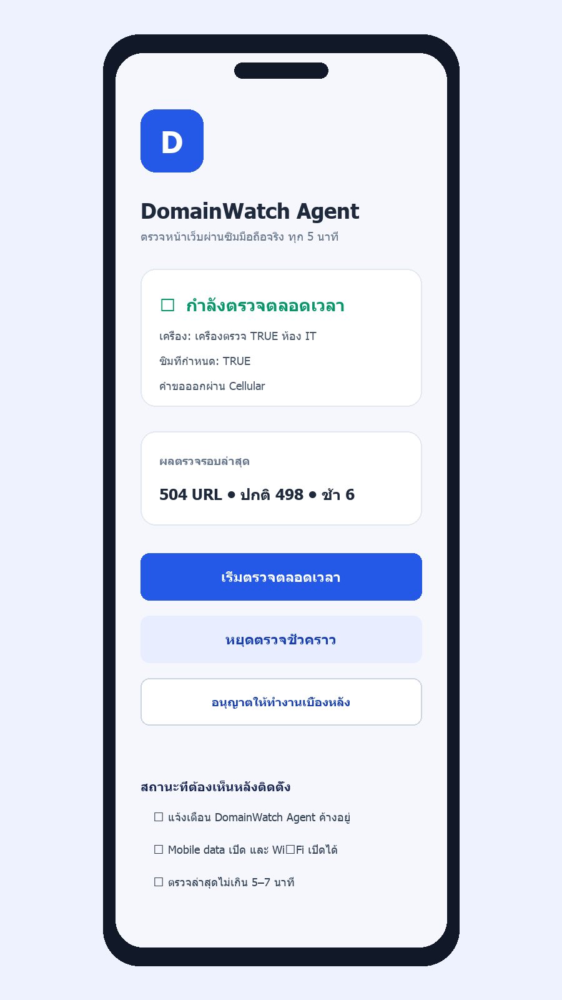 D
DomainWatch Agent
ตรวจหน้าเว็บผ่านซิมมือถือจริง ทุก 5 นาที
☐ กำลังตรวจตลอดเวลา
เครื่อง: เครื่องตรวจ TRUE ห้อง IT
ซิมที่กำหนด: TRUE
คำขอออกผ่าน Cellular
ผลตรวจรอบล่าสุด
504 URL • ปกติ 498 • ช้า 6
เริ่มตรวจตลอดเวลา
หยุดตรวจชั่วคราว
อนุญาตให้ทำงานเบื้องหลัง
สถานะที่ต้องเห็นหลังติดตั้ง
☐ แจ้งเตือน DomainWatch Agent ค้างอยู่
☐ Mobile data เปิด และ Wi☐Fi เปิดได้
☐ ตรวจล่าสุดไม่เกิน 5–7 นาที